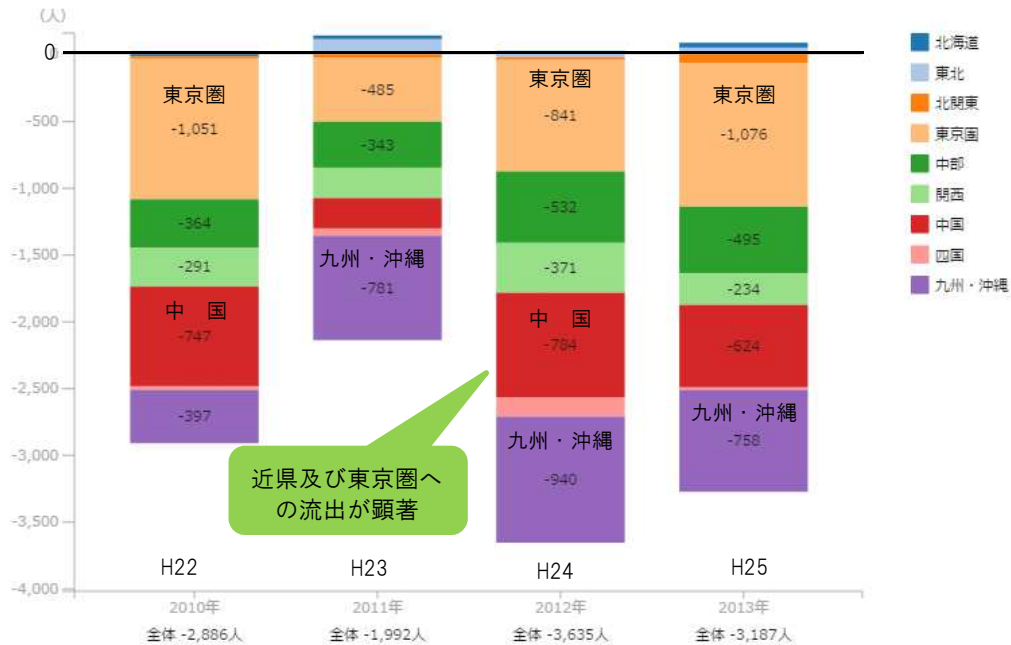 (人)
0
-500
-1,000
-1,500
-2,000
-2,500
-3,000
-3,500
-4,000
東京圏
-1,051
-364
-291
中　国
-747
-397
H22
2010年
全体 -2,886人
-485
-343
九州・沖縄
-781
H23
2011年
全体 -1,992人
東京圏
-841
-532
-371
中　国
-784
九州・沖縄
-940
H24
2012年
全体 -3,635人
東京圏
-1,076
-495
-234
-624
九州・沖縄
-758
H25
2013年
全体 -3,187人
近県及び東京圏へ
の流出が顕著
北海道
東北
北関東
東京圏
中部
関西
中国
四国
九州・沖縄